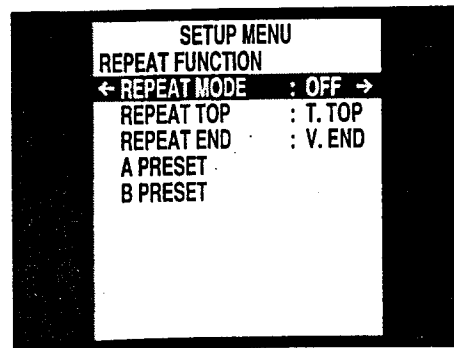 SETUP MENU
REPEAT FUNCTION
← REPEAT MODE : OFF →
REPEAT TOP : T. TOP
REPEAT END : V. END
A PRESET
B PRESET